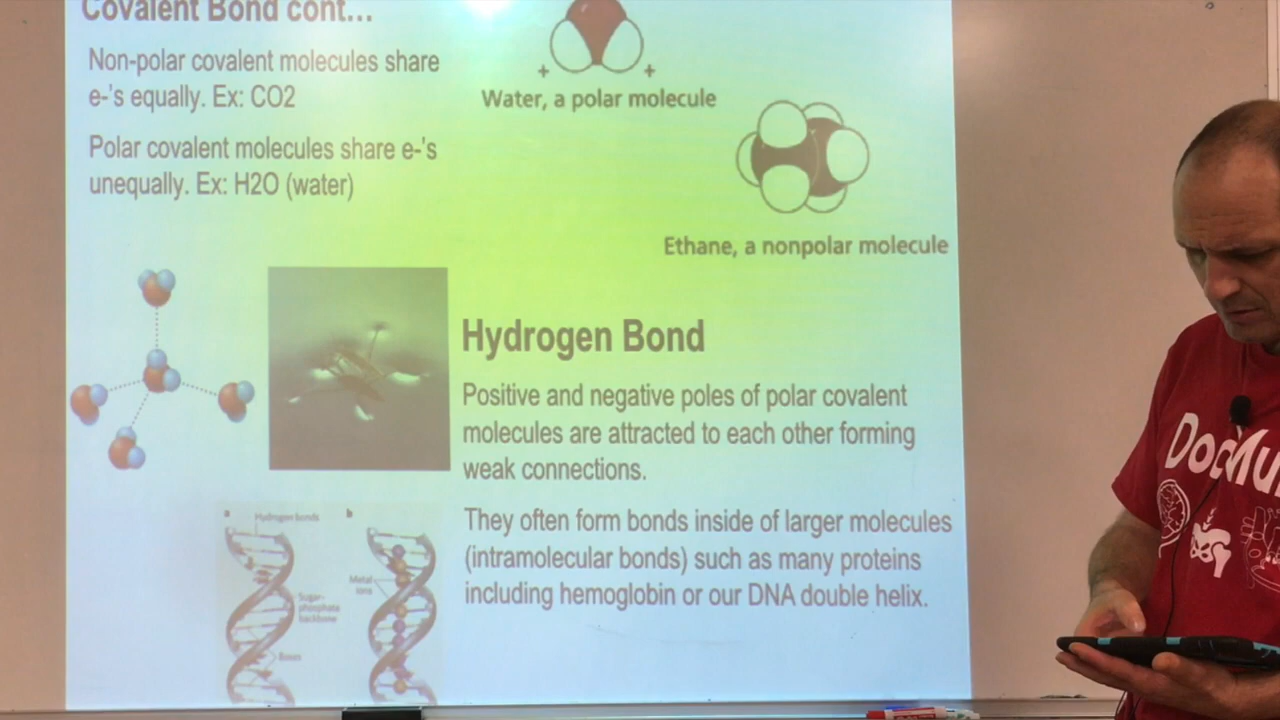 Covalent Bond cont...
Non-polar covalent molecules share
e-'s equally. Ex: CO2
Polar covalent molecules share e-'s
unequally. Ex: H2O (water)
+ +
Water, a polar molecule
Ethane, a nonpolar molecule
Hydrogen Bond
Positive and negative poles of polar covalent
molecules are attracted to each other forming
weak connections.
They often form bonds inside of larger molecules
(intramolecular bonds) such as many proteins
including hemoglobin or our DNA double helix.
a
Hydrogen bonds
Sugar-
phosphate
backbone
Bases
b
Metal
ions